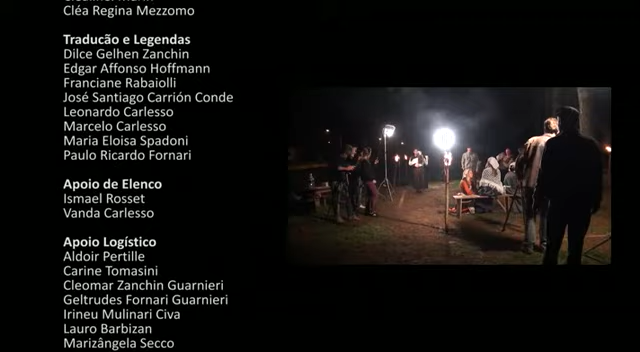 Cléa Regina Mezzomo
Traducão e Legendas
Dilce Gelhen Zanchin
Edgar Affonso Hoffmann
Franciane Rabaiolli
José Santiago Carrión Conde
Leonardo Carlesso
Marcelo Carlesso
Maria Eloisa Spadoni
Paulo Ricardo Fornari
Apoio de Elenco
Ismael Rosset
Vanda Carlesso
Apoio Logístico
Aldoir Pertille
Carine Tomasini
Cleomar Zanchin Guarnieri
Geltrudes Fornari Guarnieri
Irineu Mulinari Civa
Lauro Barbizan
Marizângela Secco